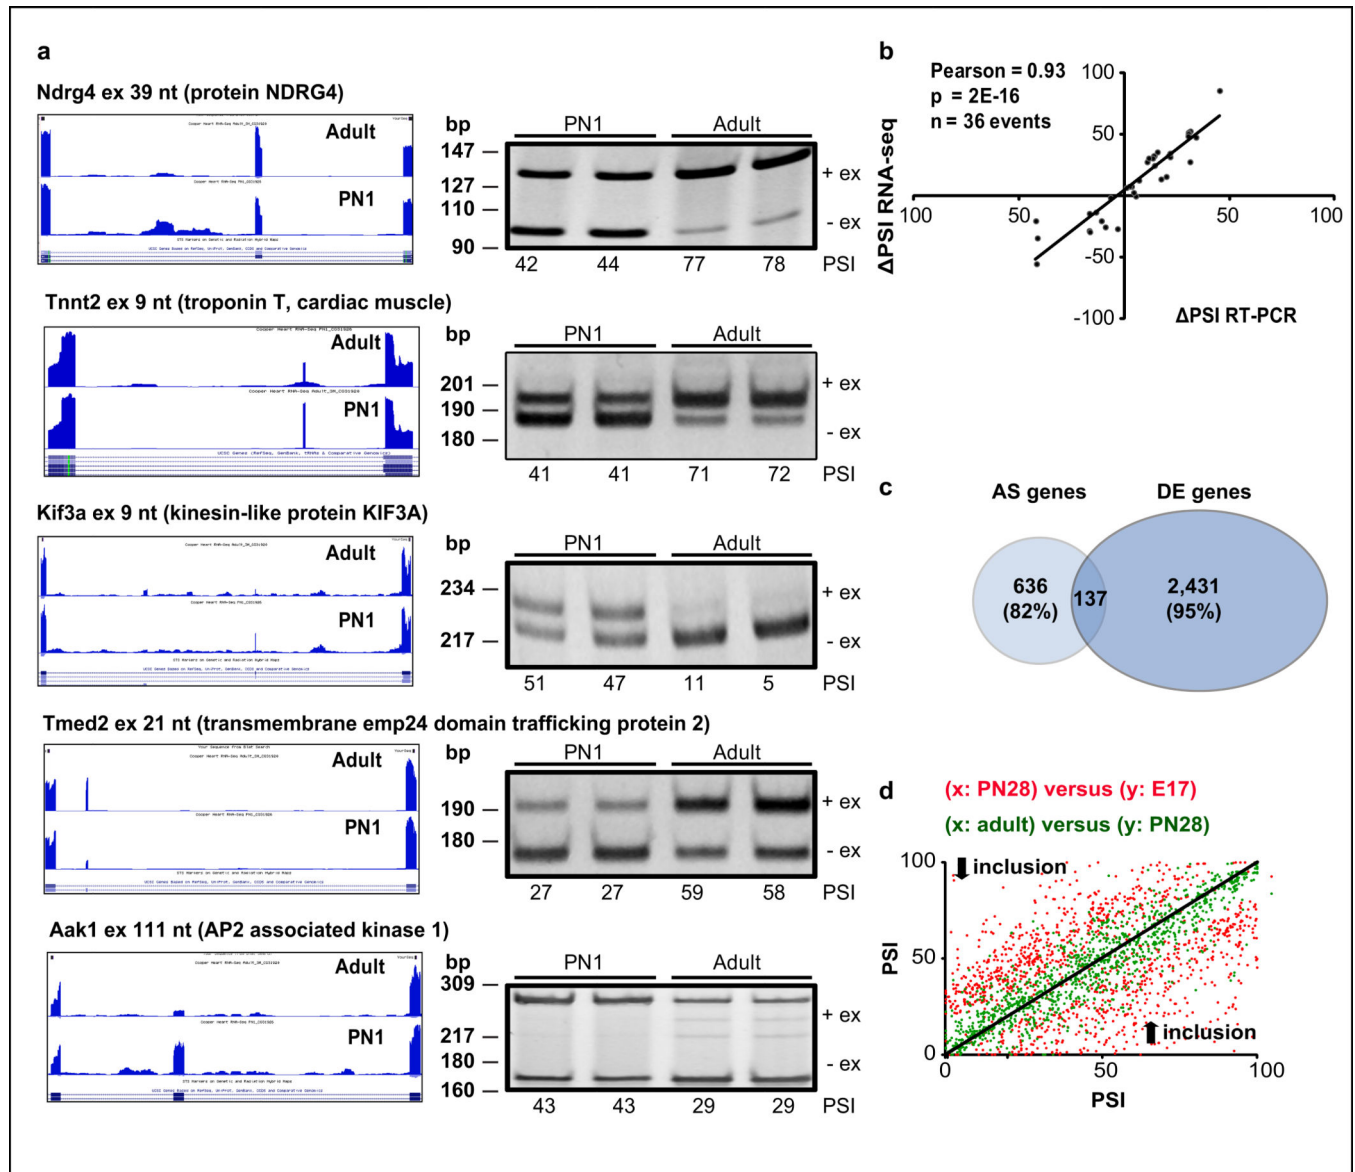 a
Ndrg4 ex 39 nt (protein NDRG4)
Adult
PN1
bp
PN1 Adult
147
127
110
90
+ ex
- ex
42 44 77 78 PSI
Tnnt2 ex 9 nt (troponin T, cardiac muscle)
Adult
PN1
PN1 Adult
201
190
180
+ ex
- ex
41 41 71 72 PSI
Kif3a ex 9 nt (kinesin-like protein KIF3A)
Adult
PN1
bp
PN1 Adult
234
217
+ ex
- ex
51 47 11 5 PSI
Tmed2 ex 21 nt (transmembrane emp24 domain trafficking protein 2)
Adult
PN1
bp
PN1 Adult
190
180
+ ex
- ex
27 27 59 58 PSI
Aak1 ex 111 nt (AP2 associated kinase 1)
Adult
PN1
bp
PN1 Adult
309
217
180
160
+ ex
- ex
43 43 29 29 PSI
b
Pearson = 0.93
p = 2E-16
n = 36 events
100
50
-50
-100
100 50 50 100
ΔPSI RNA-seq
ΔPSI RT-PCR
c
AS genes DE genes
636
(82%)
137
2,431
(95%)
d
(x: PN28) versus (y: E17)
(x: adult) versus (y: PN28)
100
50
0
inclusion
inclusion
0 50 100
PSI
PSI